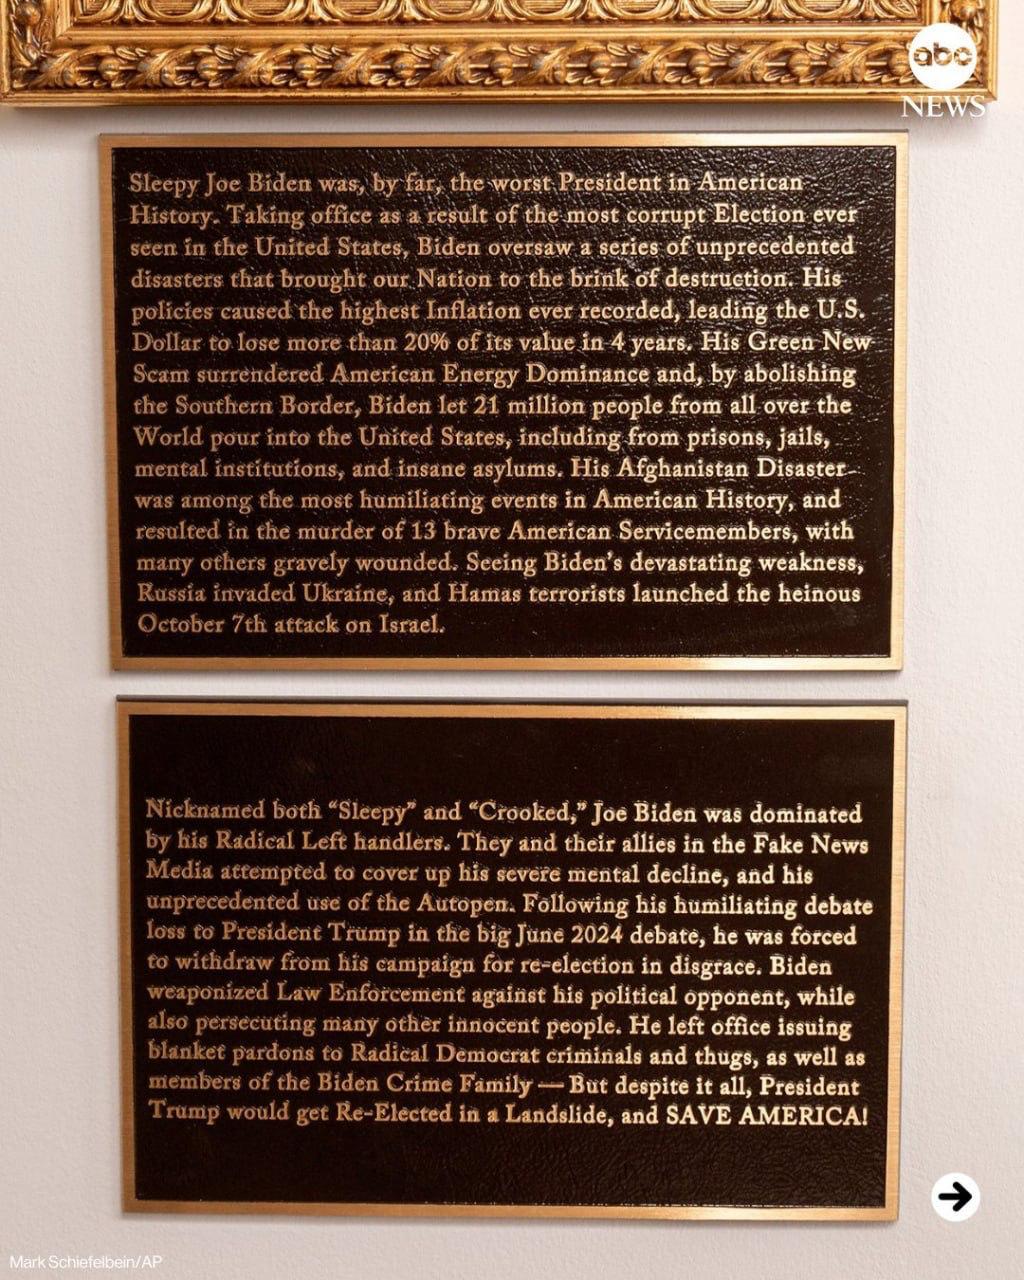 abc
NEWS
Sleepy Joe Biden was, by far, the worst President in American
History. Taking office as a result of the most corrupt Election ever
seen in the United States, Biden oversaw a series of unprecedented
disasters that brought our Nation to the brink of destruction. His
policies caused the highest Inflation ever recorded, leading the U.S.
Dollar to lose more than 20% of its value in 4 years. His Green New
Scam surrendered American Energy Dominance and, by abolishing
the Southern Border, Biden let 21 million people from all over the
World pour into the United States, including from prisons, jails,
mental institutions, and insane asylums. His Afghanistan Disaster
was among the most humiliating events in American History, and
resulted in the murder of 13 brave American Servicemembers, with
many others gravely wounded. Seeing Biden's devastating weakness,
Russia invaded Ukraine, and Hamas terrorists launched the heinous
October 7th attack on Israel.
Nicknamed both “Sleepy” and “Crooked,” Joe Biden was dominated
by his Radical Left handlers. They and their allies in the Fake News
Media attempted to cover up his severe mental decline, and his
unprecedented use of the Autopen. Following his humiliating debate
loss to President Trump in the big June 2024 debate, he was forced
to withdraw from his campaign for re-election in disgrace. Biden
weaponized Law Enforcement against his political opponent, while
also persecuting many other innocent people. He left office issuing
blanket pardons to Radical Democrat criminals and thugs, as well as
members of the Biden Crime Family — But despite it all, President
Trump would get Re-Elected in a Landslide, and SAVE AMERICA!
Mark Schiefelbein/AP